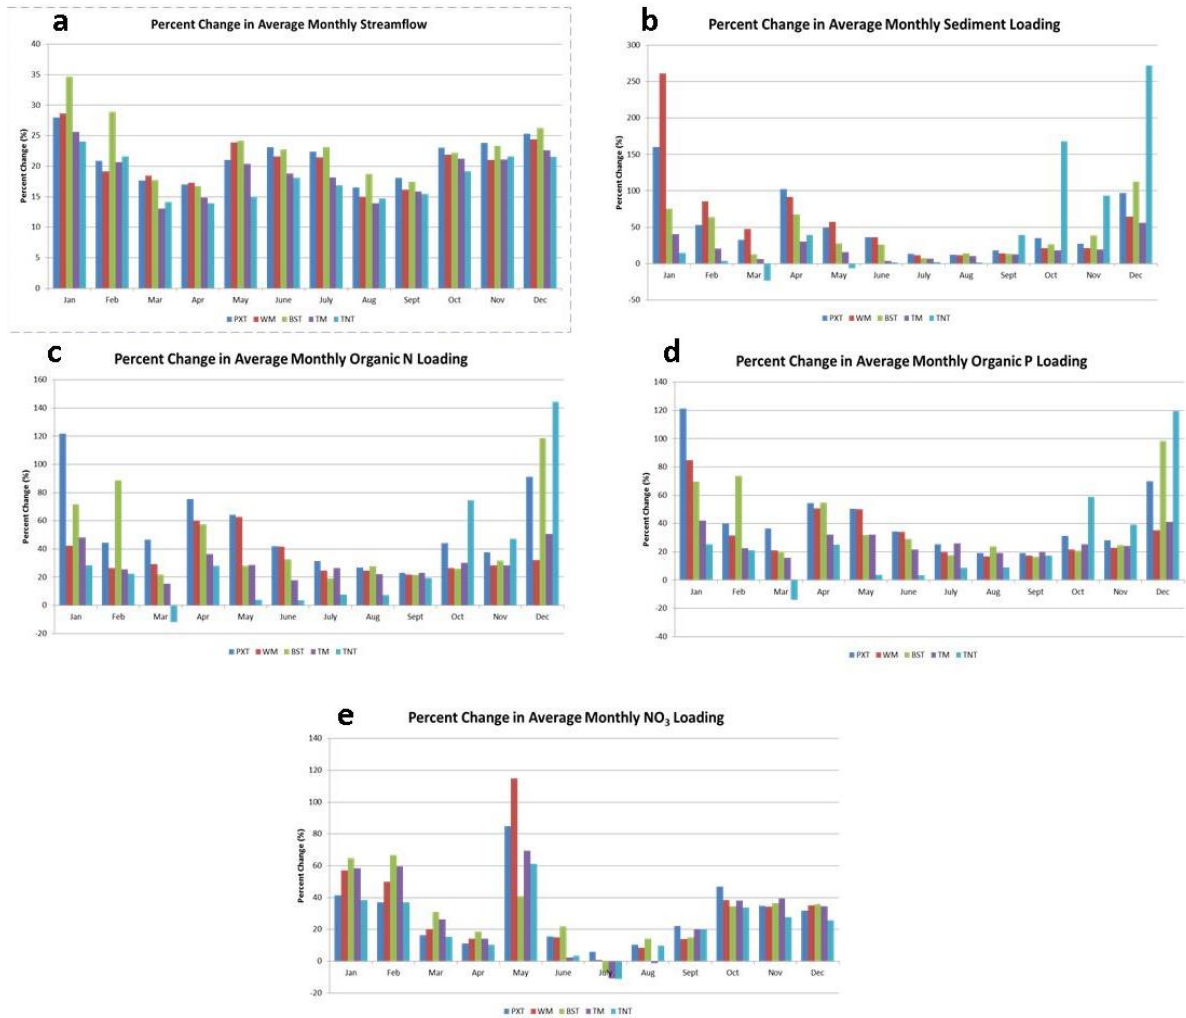 a
Percent Change in Average Monthly Streamflow
Percent Change (%)
40
35
30
25
20
15
10
5
0
Jan Feb Mar Apr May June July Aug Sept Oct Nov Dec
PXT WM BST TM TNT
b
Percent Change in Average Monthly Sediment Loading
Percent Change (%)
300
250
200
150
100
50
0
-50
Jan Feb Mar Apr May June July Aug Sept Oct Nov Dec
PXT WM BST TM TNT
c
Percent Change in Average Monthly Organic N Loading
Percent Change (%)
160
140
120
100
80
60
40
20
0
-20
Jan Feb Mar Apr May June July Aug Sept Oct Nov Dec
PXT WM BST TM TNT
d
Percent Change in Average Monthly Organic P Loading
Percent Change (%)
140
120
100
80
60
40
20
0
-20
-40
Jan Feb Mar Apr May June July Aug Sept Oct Nov Dec
PXT WM BST TM TNT
e
Percent Change in Average Monthly NO₃ Loading
Percent Change (%)
140
120
100
80
60
40
20
0
-20
Jan Feb Mar Apr May June July Aug Sept Oct Nov Dec
PXT WM BST TM TNT